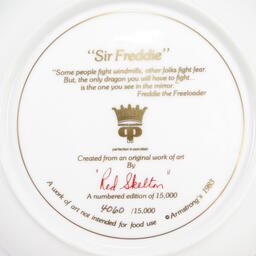 "Sir Freddie"
"Some people fight windmills, other folks fight fear.
But, the only dragon you will have to fight...
is the one you see in the mirror."
Freddie the Freeloader
perfection in porcelain
Created from an original work of art
By
"Red Skelton"
A numbered edition of 15,000
4060 /15,000
A work of art not intended for food use
© Armstrong's 1983